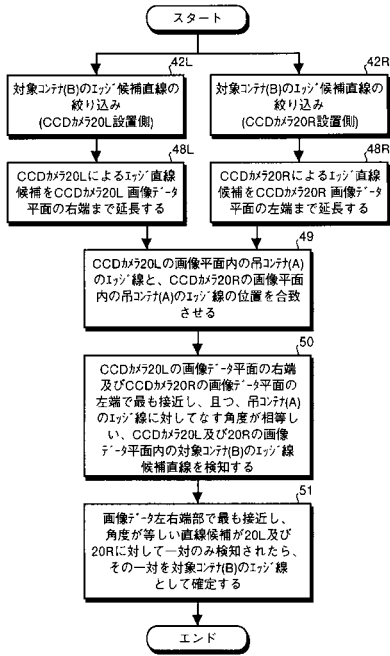 スタート
42L
対象コンテナ(B)のエッジ候補直線の
絞り込み
(CCDカメラ20L設置側)
42R
対象コンテナ(B)のエッジ候補直線の
絞り込み
(CCDカメラ20R設置側)
48L
CCDカメラ20Lによるエッジ直線
候補をCCDカメラ20L 画像データ
平面の右端まで延長する
48R
CCDカメラ20Rによるエッジ直線
候補をCCDカメラ20R 画像データ
平面の左端まで延長する
49
CCDカメラ20Lの画像平面内の吊コンテナ(A)
のエッジ線と、CCDカメラ20Rの画像平面
内の吊コンテナ(A)のエッジ線の位置を合致
させる
50
CCDカメラ20Lの画像データ平面の右端
及びCCDカメラ20Rの画像データ平面の
左端で最も接近し、且つ、吊コンテナ(A)
のエッジ線に対してなす角度が相等し
い、CCDカメラ20L及び20Rの画像
データ平面内の対象コンテナ(B)のエッジ線
候補直線を検知する
51
画像データ左右端部で最も接近し、
角度が等しい直線候補が20L及び
20Rに対して一対のみ検知されたら、
その一対を対象コンテナ(B)のエッジ線
として確定する
エンド